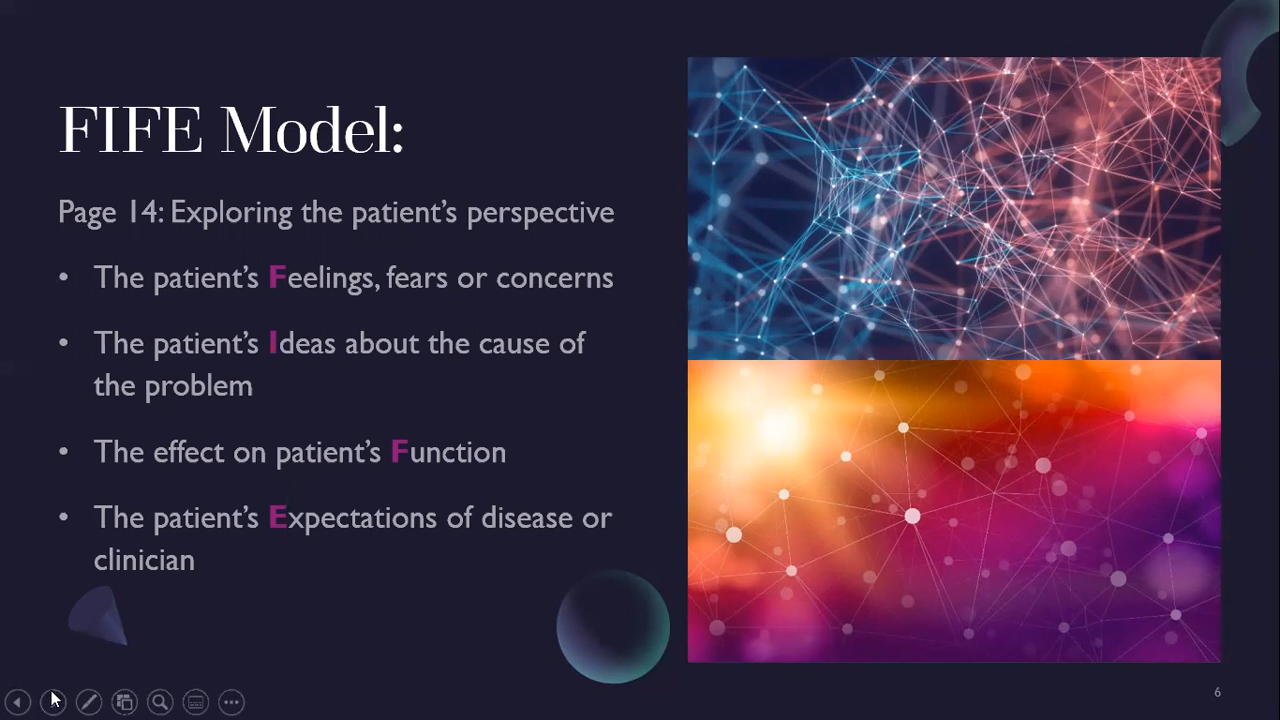 FIFE Model:
Page 14: Exploring the patient’s perspective
• The patient’s Feelings, fears or concerns
• The patient’s Ideas about the cause of
the problem
• The effect on patient’s Function
• The patient’s Expectations of disease or
clinician
6